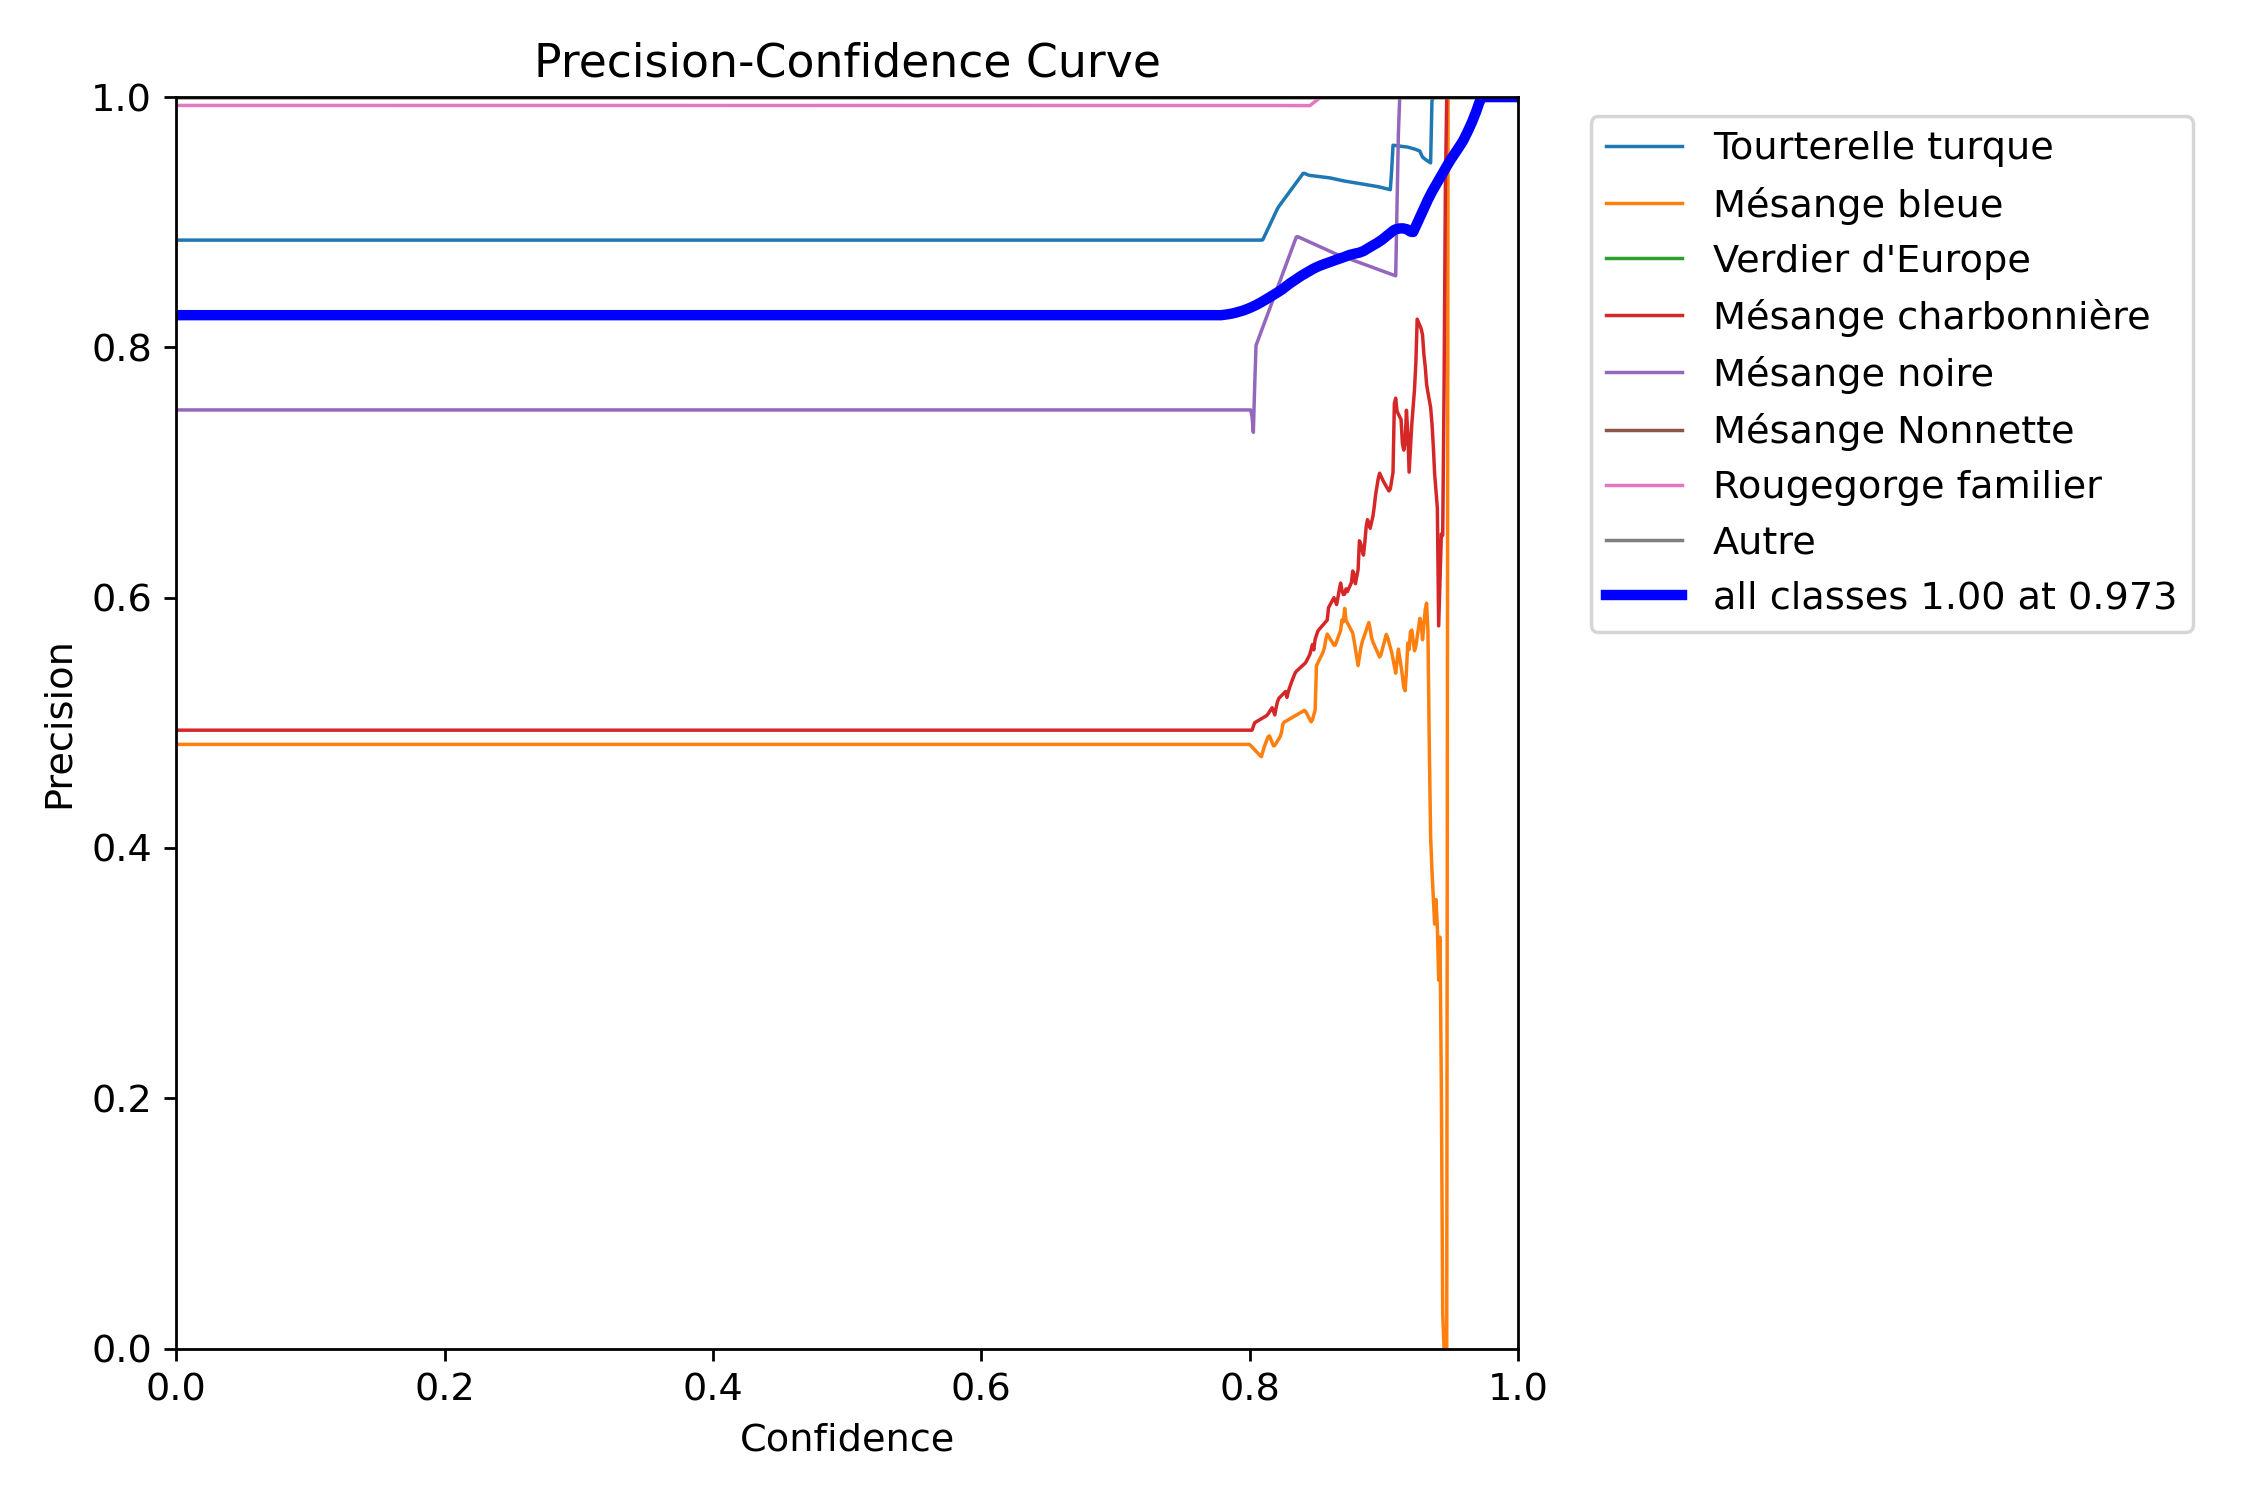 Precision-Confidence Curve
1.0
0.8
0.6
0.4
0.2
0.0
Precision
0.0 0.2 0.4 0.6 0.8 1.0
Confidence
Tourterelle turque
Mésange bleue
Verdier d'Europe
Mésange charbonnière
Mésange noire
Mésange Nonnette
Rougegorge familier
Autre
all classes 1.00 at 0.973